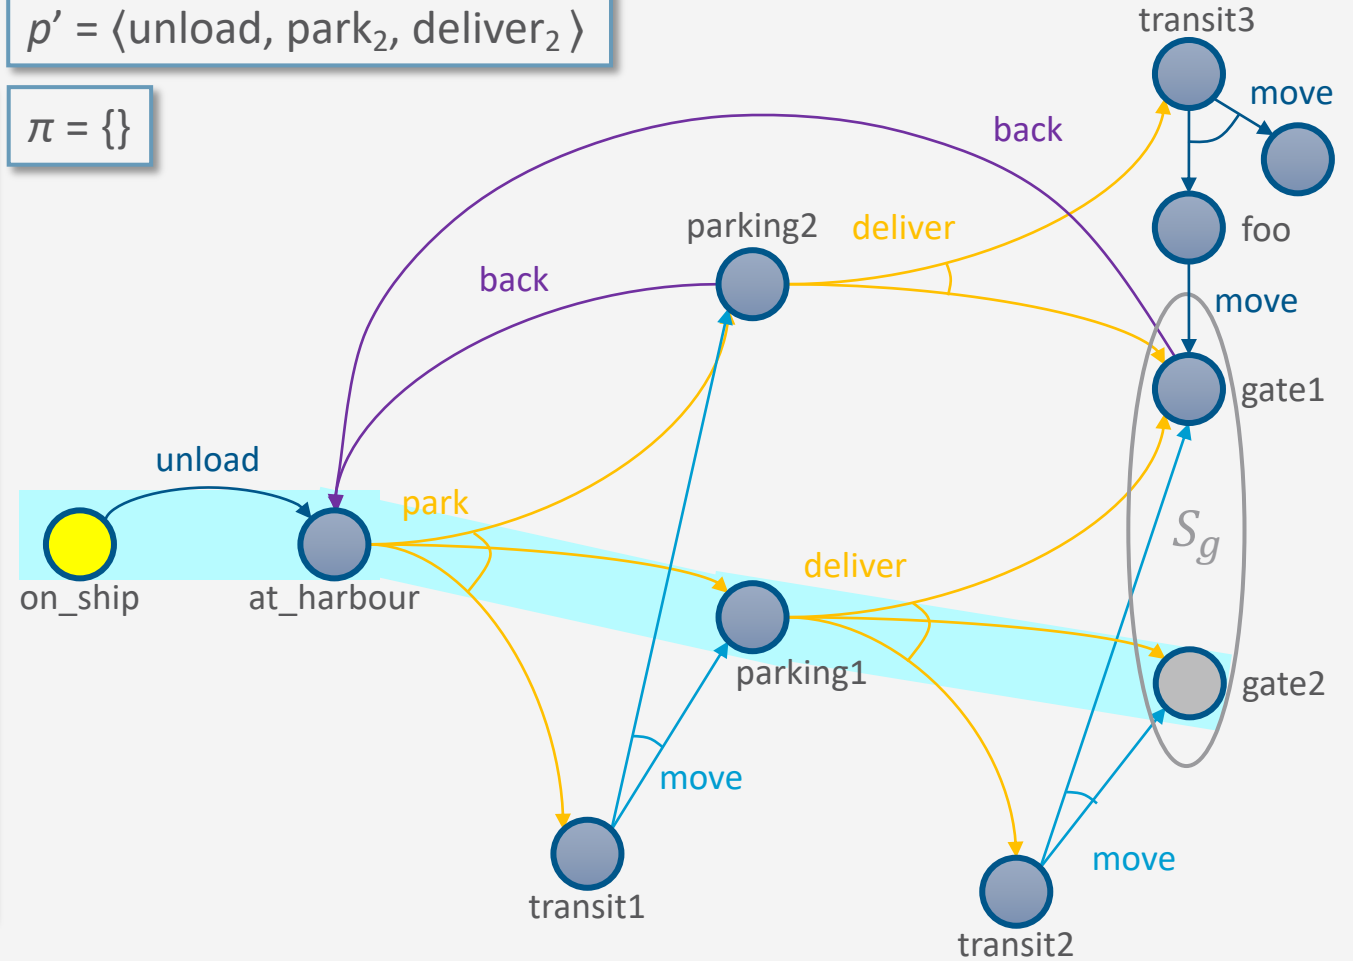 p’ = ⟨unload, park₂, deliver₂ ⟩
transit3
π = {}
move
back
parking2
deliver
foo
back
move
gate1
unload
park
S_g
deliver
on_ship
at_harbour
parking1
gate2
move
move
transit1
transit2